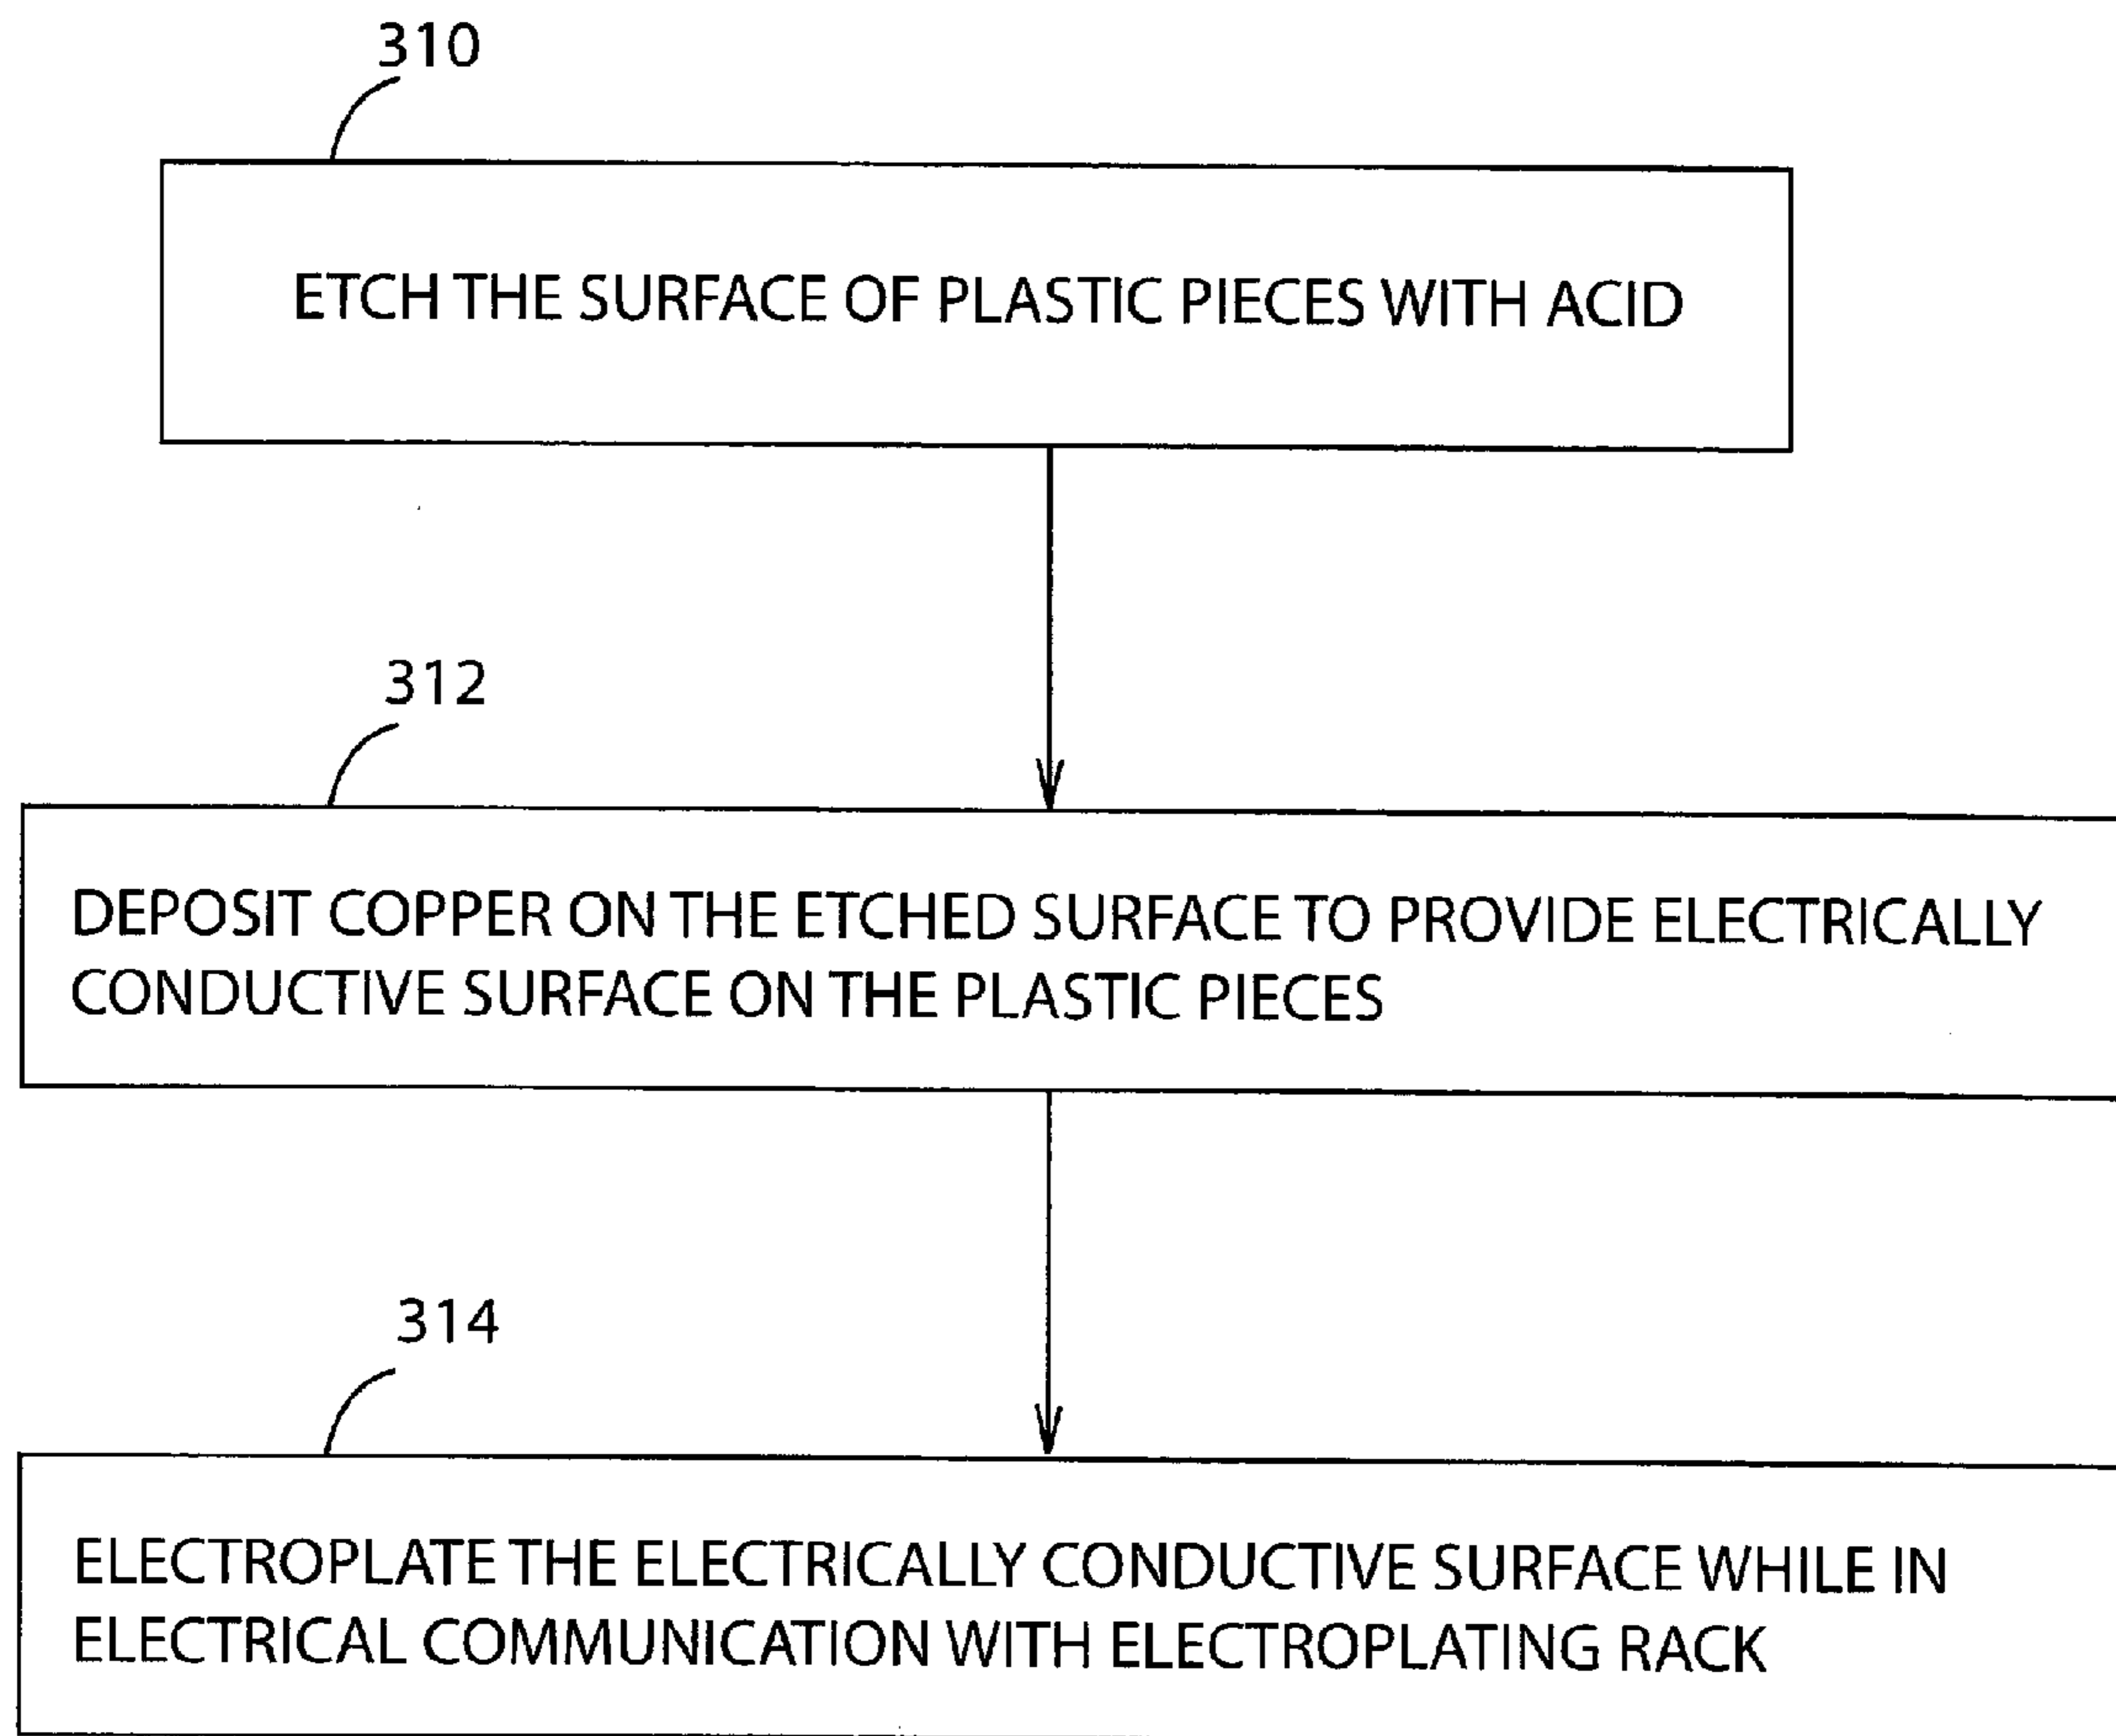 310
ETCH THE SURFACE OF PLASTIC PIECES WITH ACID
312
DEPOSIT COPPER ON THE ETCHED SURFACE TO PROVIDE ELECTRICALLY
CONDUCTIVE SURFACE ON THE PLASTIC PIECES
314
ELECTROPLATE THE ELECTRICALLY CONDUCTIVE SURFACE WHILE IN
ELECTRICAL COMMUNICATION WITH ELECTROPLATING RACK